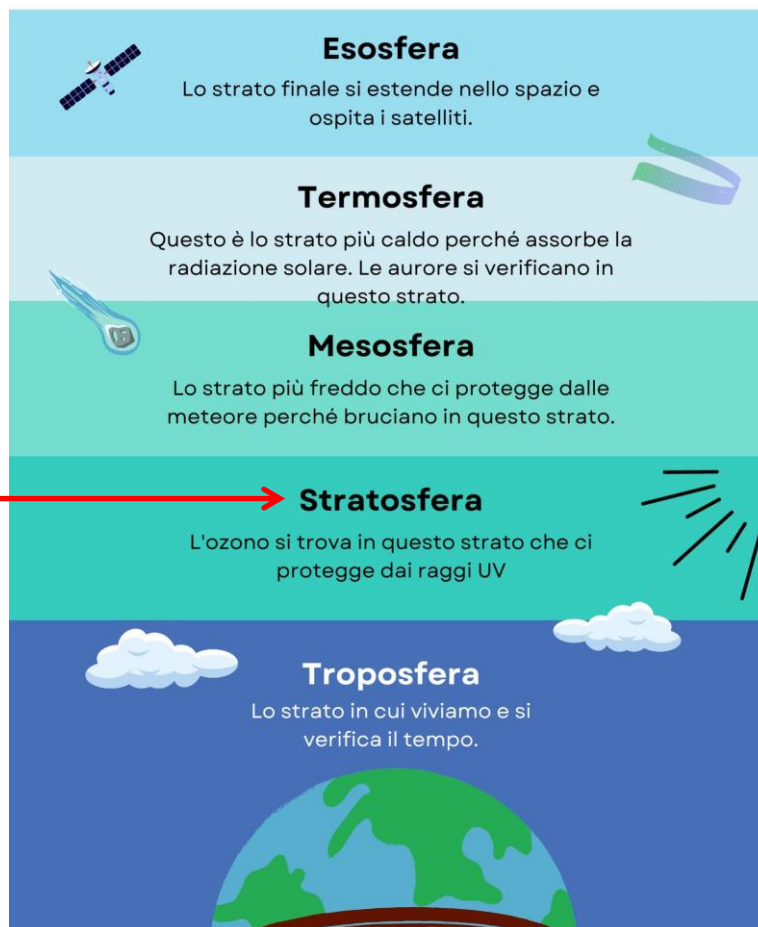 Esosfera
Lo strato finale si estende nello spazio e
ospita i satelliti.
Termosfera
Questo è lo strato più caldo perché assorbe la
radiazione solare. Le aurore si verificano in
questo strato.
Mesosfera
Lo strato più freddo che ci protegge dalle
meteore perché bruciano in questo strato.
Stratosfera
L'ozono si trova in questo strato che ci
protegge dai raggi UV
Troposfera
Lo strato in cui viviamo e si
verifica il tempo.